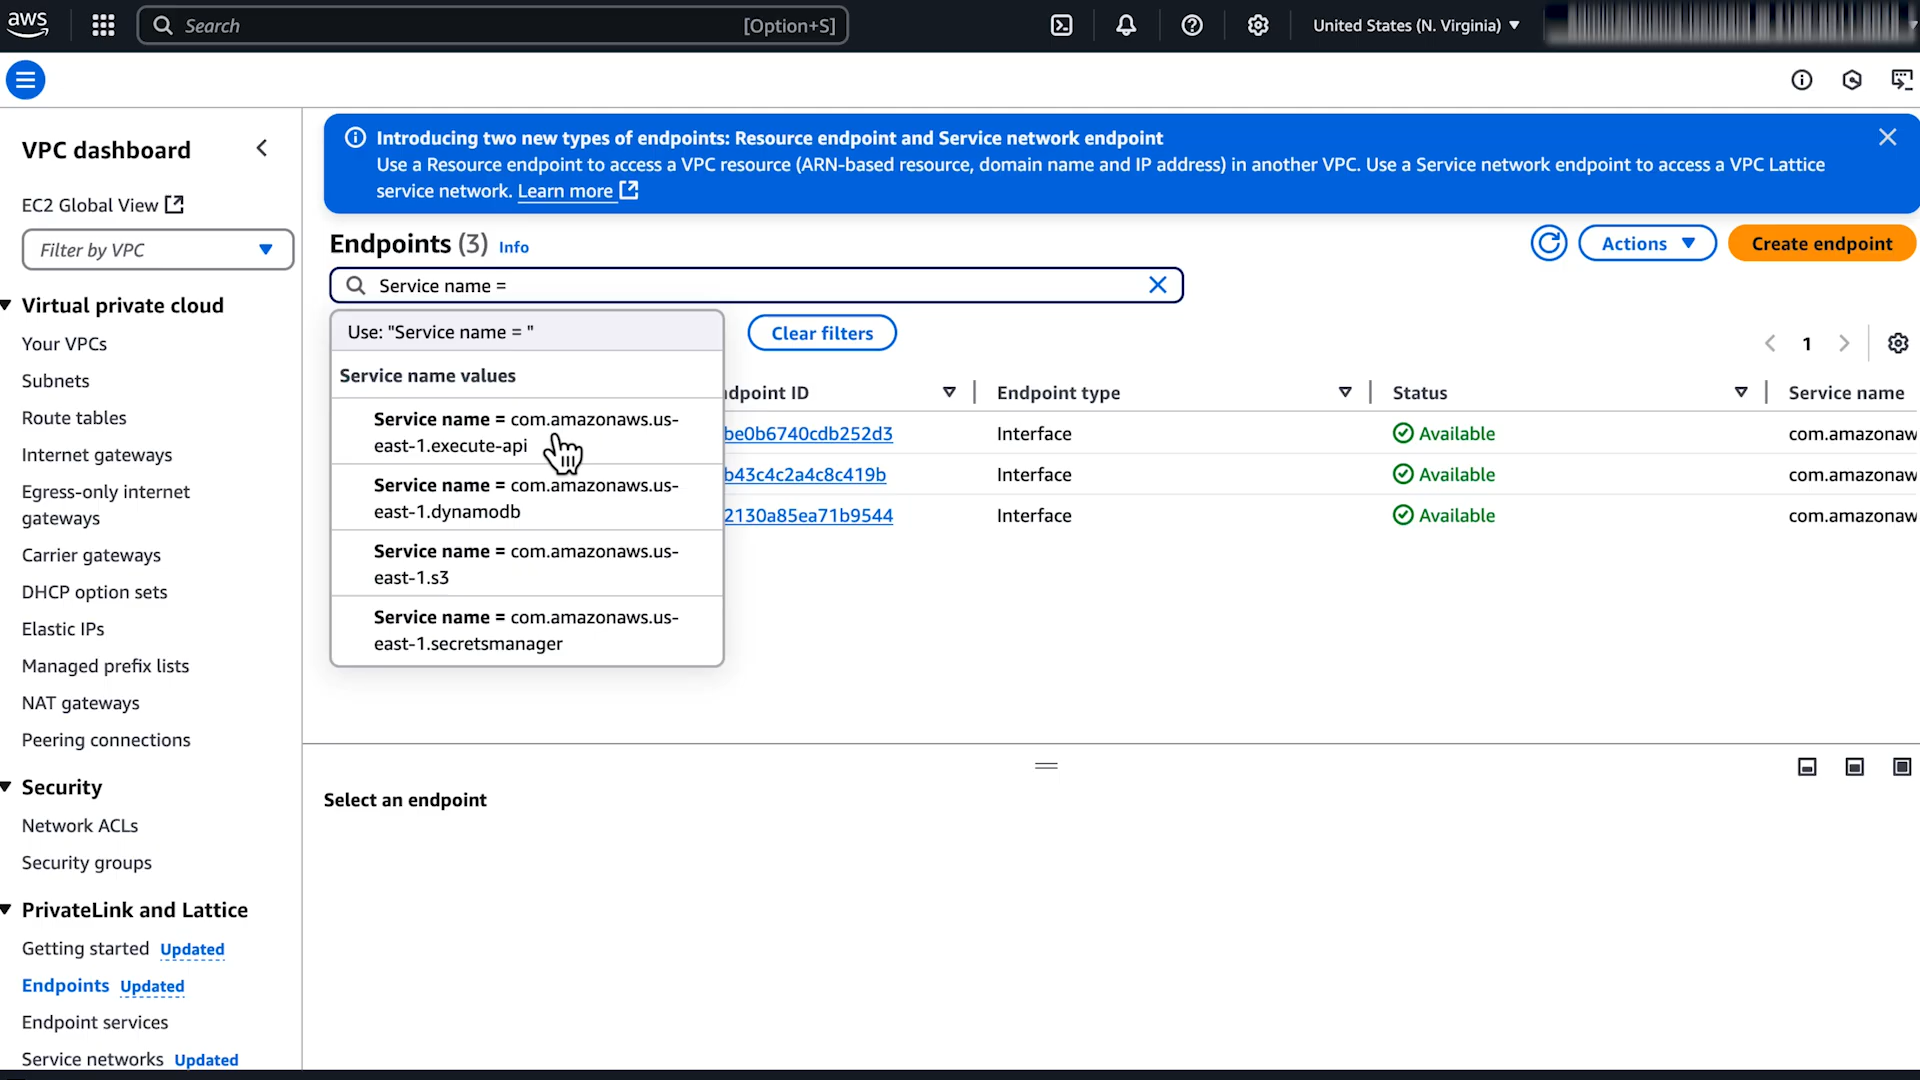 aws
Search
[Option+S]
United States (N. Virginia)
VPC dashboard
EC2 Global View
Filter by VPC
Virtual private cloud
Your VPCs
Subnets
Route tables
Internet gateways
Egress-only internet
gateways
Carrier gateways
DHCP option sets
Elastic IPs
Managed prefix lists
NAT gateways
Peering connections
Security
Network ACLs
Security groups
PrivateLink and Lattice
Getting started Updated
Endpoints Updated
Endpoint services
Service networks Updated
Introducing two new types of endpoints: Resource endpoint and Service network endpoint
Use a Resource endpoint to access a VPC resource (ARN-based resource, domain name and IP address) in another VPC. Use a Service network endpoint to access a VPC Lattice
service network. Learn more
Endpoints (3) Info
Actions
Create endpoint
Service name =
Use: "Service name = "
Service name values
Service name = com.amazonaws.us-
east-1.execute-api
Service name = com.amazonaws.us-
east-1.dynamodb
Service name = com.amazonaws.us-
east-1.s3
Service name = com.amazonaws.us-
east-1.secretsmanager
Clear filters
1
dpoint ID Endpoint type Status Service name
be0b6740cdb252d3 Interface Available com.amazonaw
b43c4c2a4c8c419b Interface Available com.amazonaw
2130a85ea71b9544 Interface Available com.amazonaw
Select an endpoint